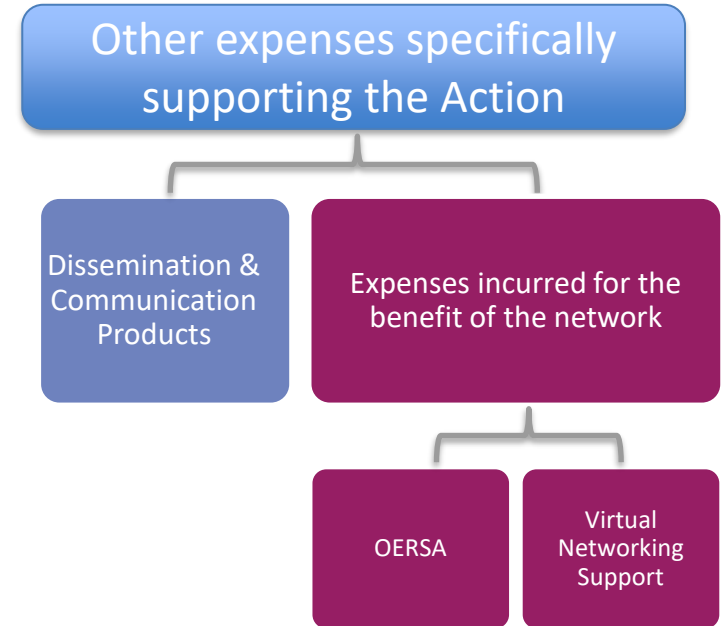 Other expenses specifically
supporting the Action
Dissemination &
Communication
Products
Expenses incurred for the
benefit of the network
OERSA
Virtual
Networking
Support